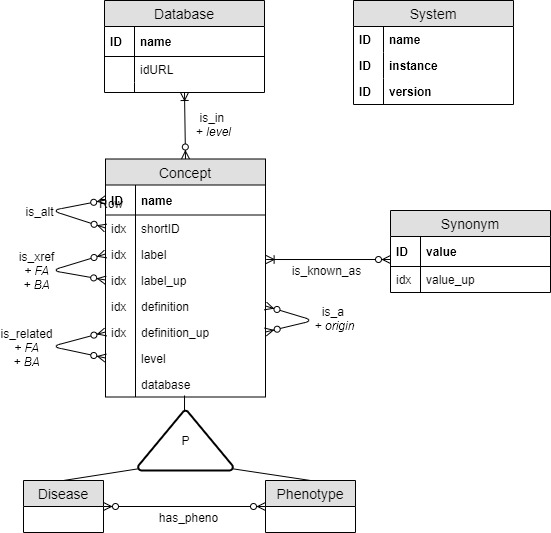 Database
ID name
idURL
System
ID name
ID instance
ID version
is_in
+ level
Concept
ID name
Row
idx shortID
idx label
idx label_up
idx definition
idx definition_up
level
database
is_alt
is_xref
+ FA
+ BA
is_related
+ FA
+ BA
is_known_as
Synonym
ID value
idx value_up
is_a
+ origin
P
Disease
Phenotype
has_pheno